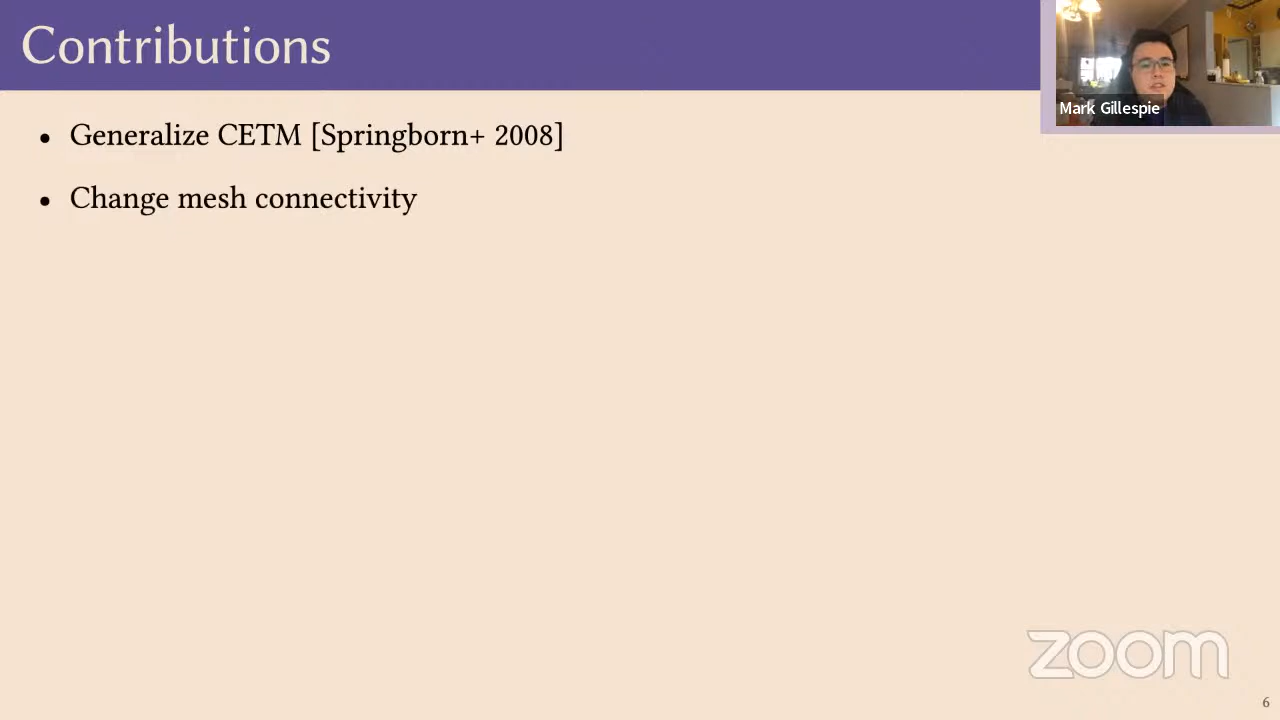 Contributions
Mark Gillespie
• Generalize CETM [Springborn+ 2008]
• Change mesh connectivity
zoom
6